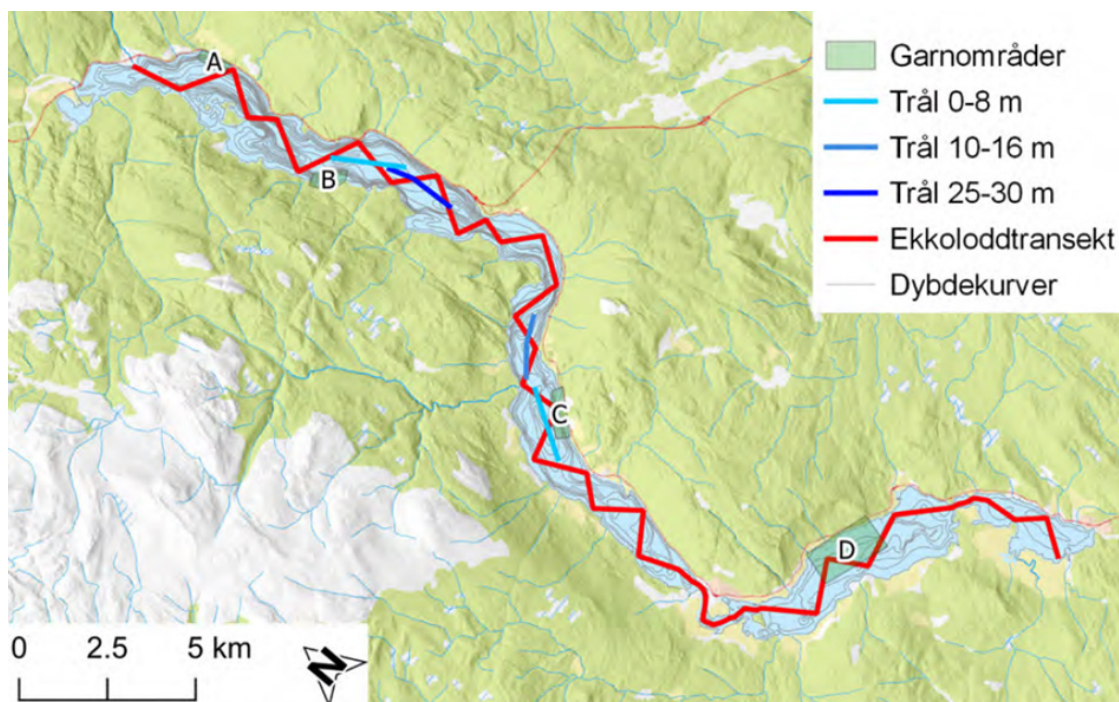 Garnområder
Trål 0-8 m
Trål 10-16 m
Trål 25-30 m
Ekkoloddtransekt
Dybdekurver
A
B
C
D
0 2.5 5 km
N